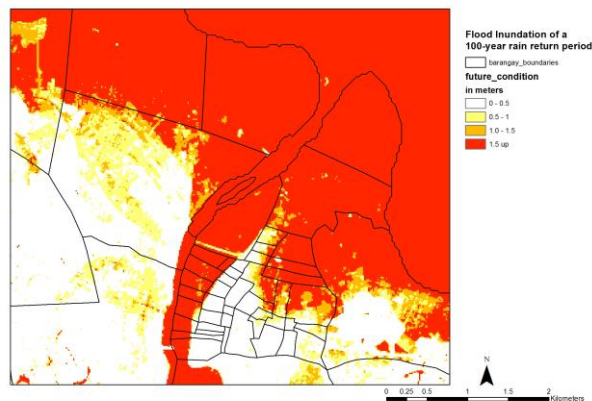 Flood Inundation of a
100-year rain return period
barangay_boundaries
future_condition
in meters
0 - 0.5
0.5 - 1
1.0 - 1.5
1.5 up
N
0 0.25 0.5 1 1.5 2
Kilometers